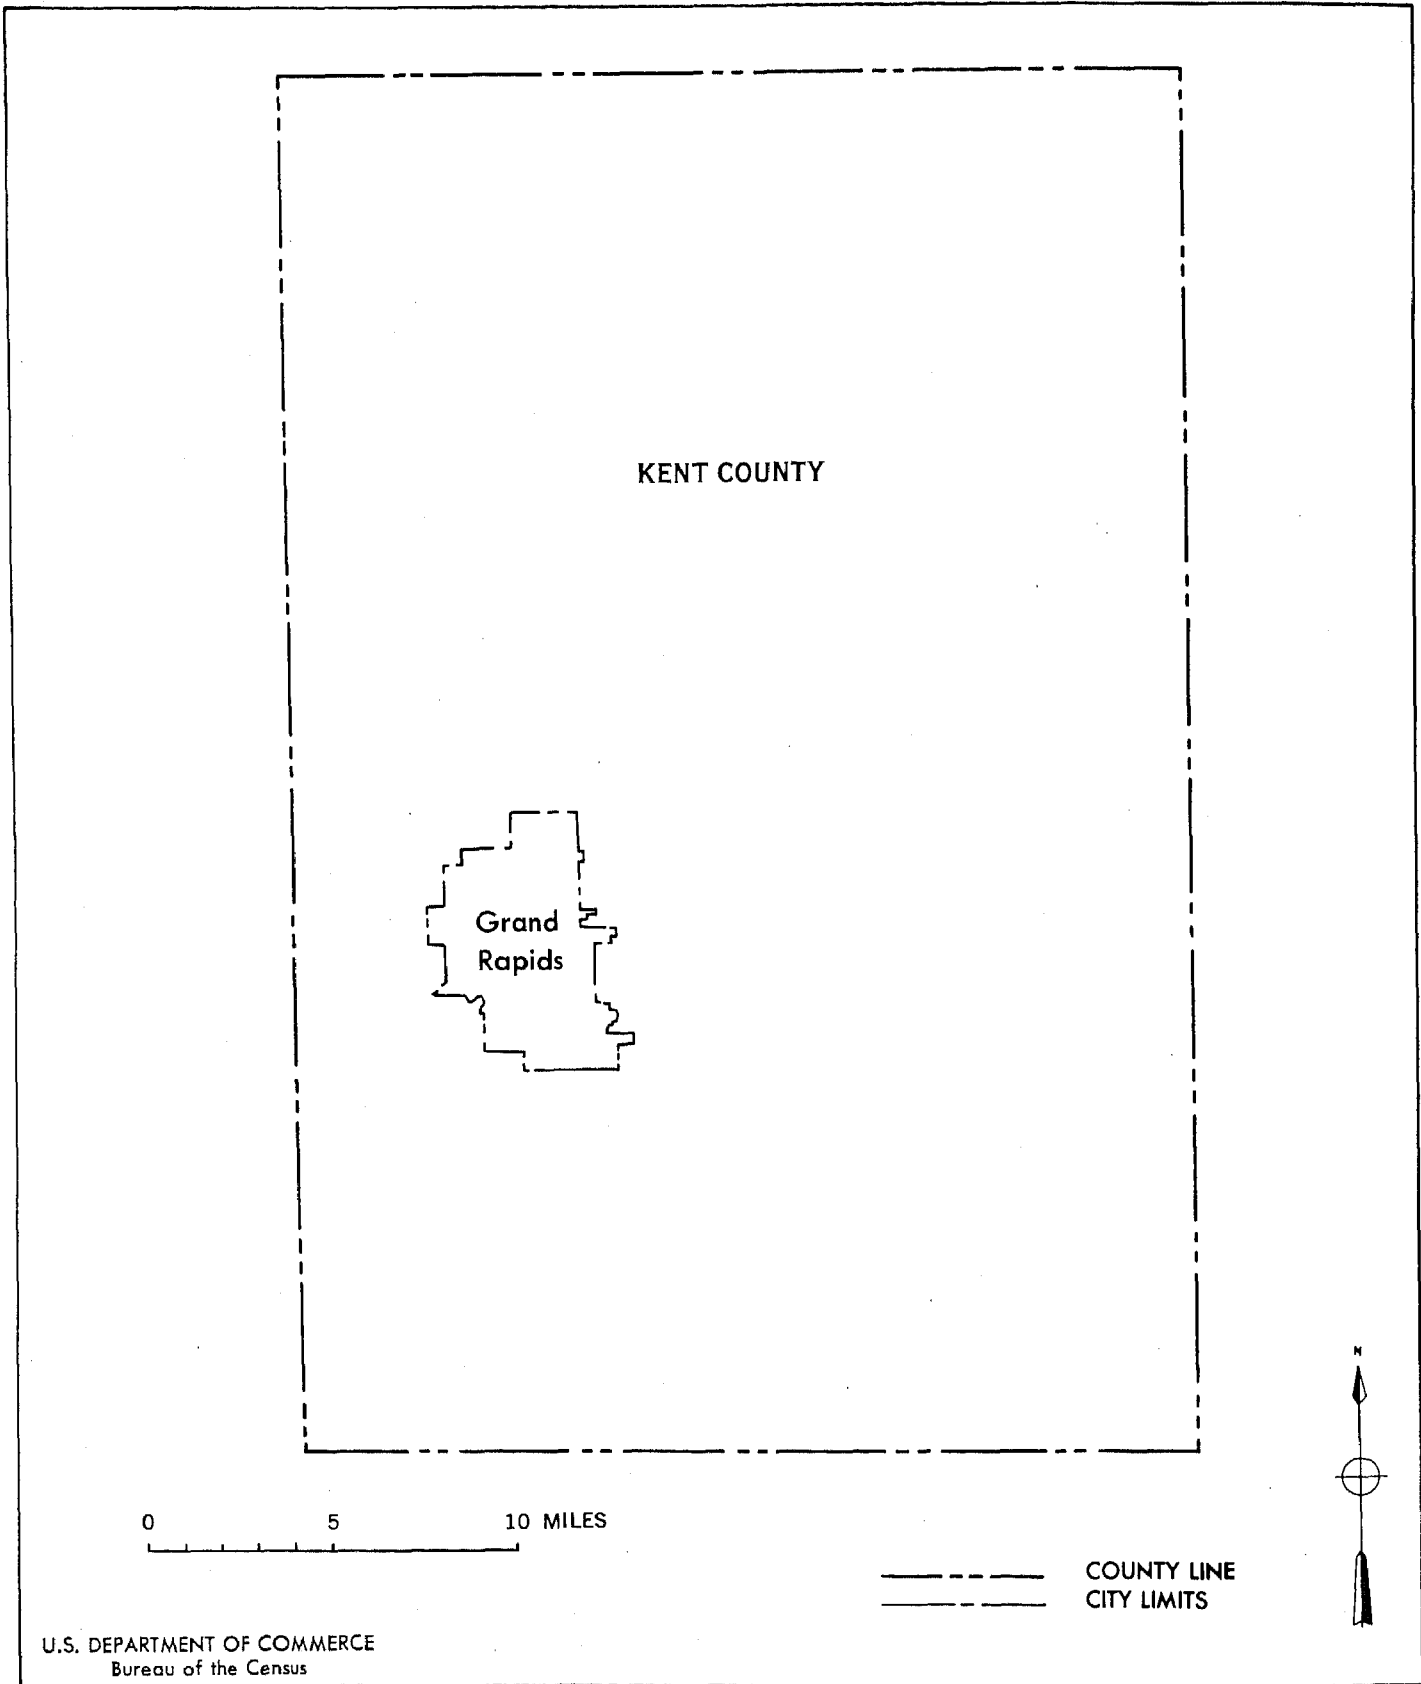 KENT COUNTY
Grand
Rapids
N
0 5 10 MILES
COUNTY LINE
CITY LIMITS
U.S. DEPARTMENT OF COMMERCE
Bureau of the Census